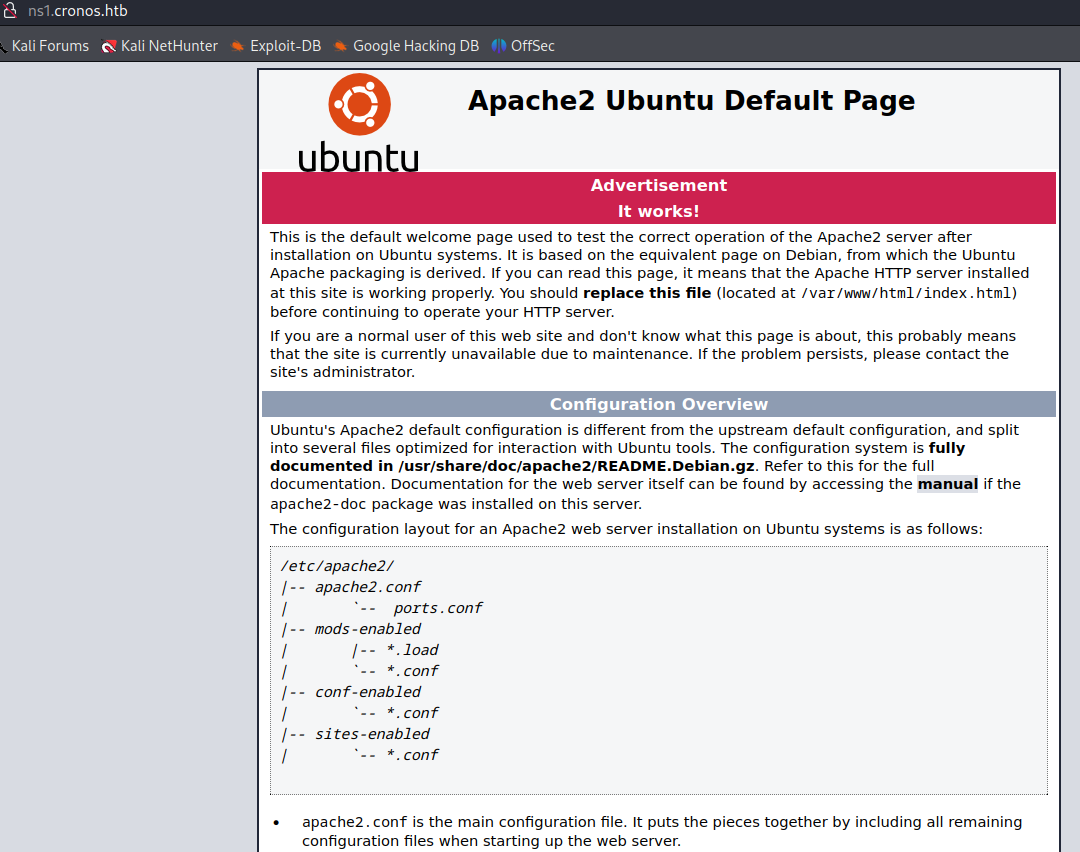 ns1.cronos.htb
Kali Forums Kali NetHunter Exploit-DB Google Hacking DB OffSec
Apache2 Ubuntu Default Page
ubuntu
Advertisement
It works!
This is the default welcome page used to test the correct operation of the Apache2 server after
installation on Ubuntu systems. It is based on the equivalent page on Debian, from which the Ubuntu
Apache packaging is derived. If you can read this page, it means that the Apache HTTP server installed
at this site is working properly. You should replace this file (located at /var/www/html/index.html)
before continuing to operate your HTTP server.
If you are a normal user of this web site and don't know what this page is about, this probably means
that the site is currently unavailable due to maintenance. If the problem persists, please contact the
site's administrator.
Configuration Overview
Ubuntu's Apache2 default configuration is different from the upstream default configuration, and split
into several files optimized for interaction with Ubuntu tools. The configuration system is fully
documented in /usr/share/doc/apache2/README.Debian.gz. Refer to this for the full
documentation. Documentation for the web server itself can be found by accessing the manual if the
apache2-doc package was installed on this server.
The configuration layout for an Apache2 web server installation on Ubuntu systems is as follows:
/etc/apache2/
|-- apache2.conf
|       `--  ports.conf
|-- mods-enabled
|       |-- *.load
|       `-- *.conf
|-- conf-enabled
|       `-- *.conf
|-- sites-enabled
|       `-- *.conf
• apache2.conf is the main configuration file. It puts the pieces together by including all remaining
configuration files when starting up the web server.